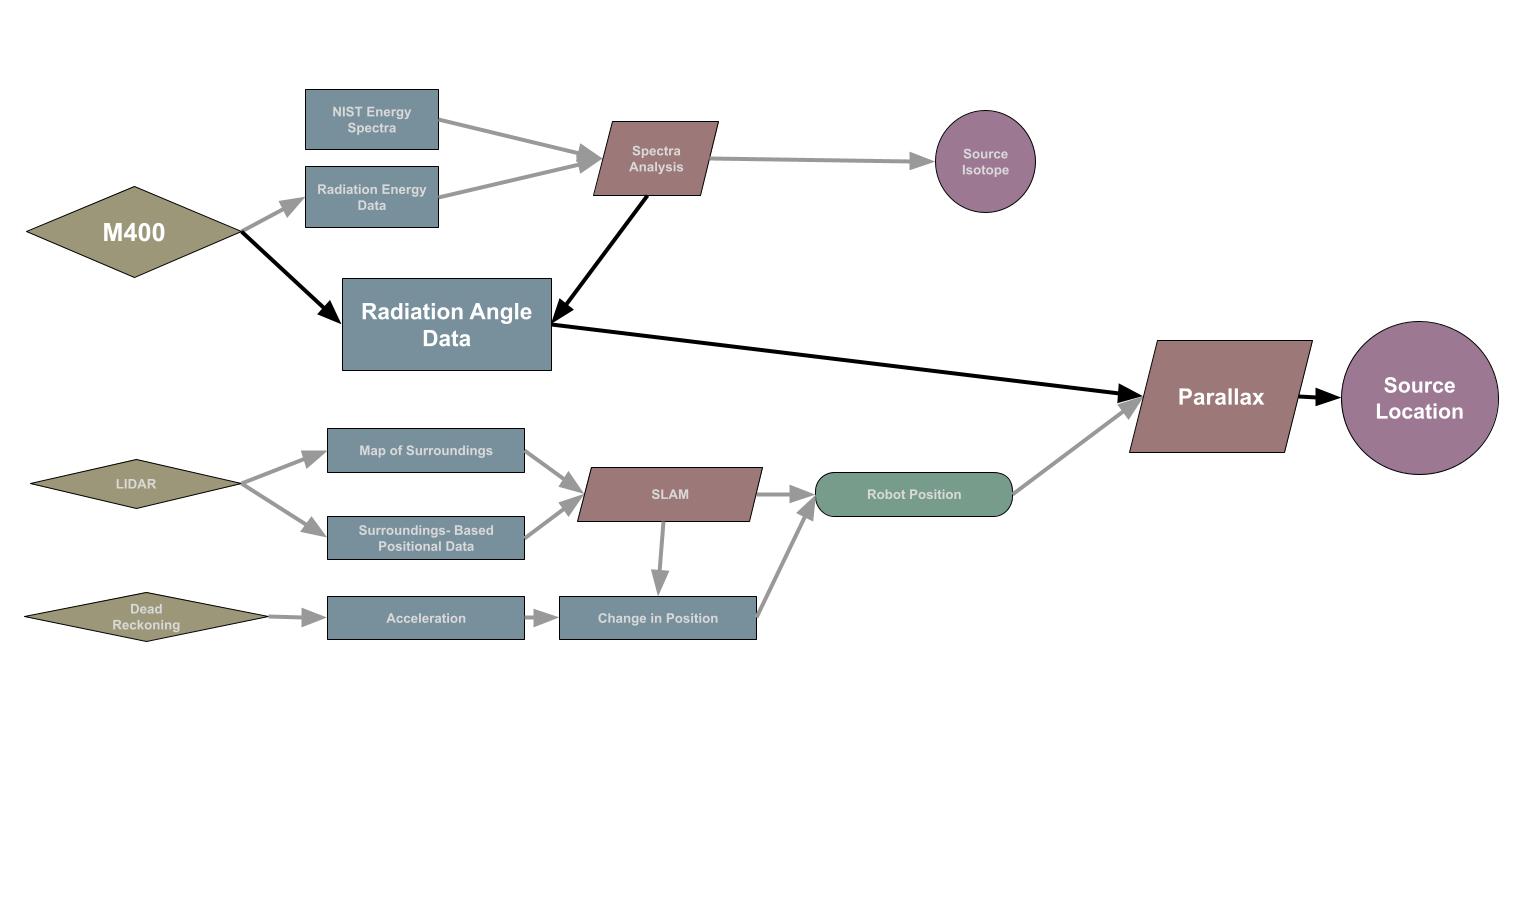 NIST Energy
Spectra
Spectra
Analysis
Source
Isotope
Radiation Energy
Data
M400
Radiation Angle
Data
Parallax
Source
Location
Map of Surroundings
LIDAR
SLAM
Robot Position
Surroundings- Based
Positional Data
Dead
Reckoning
Acceleration
Change in Position